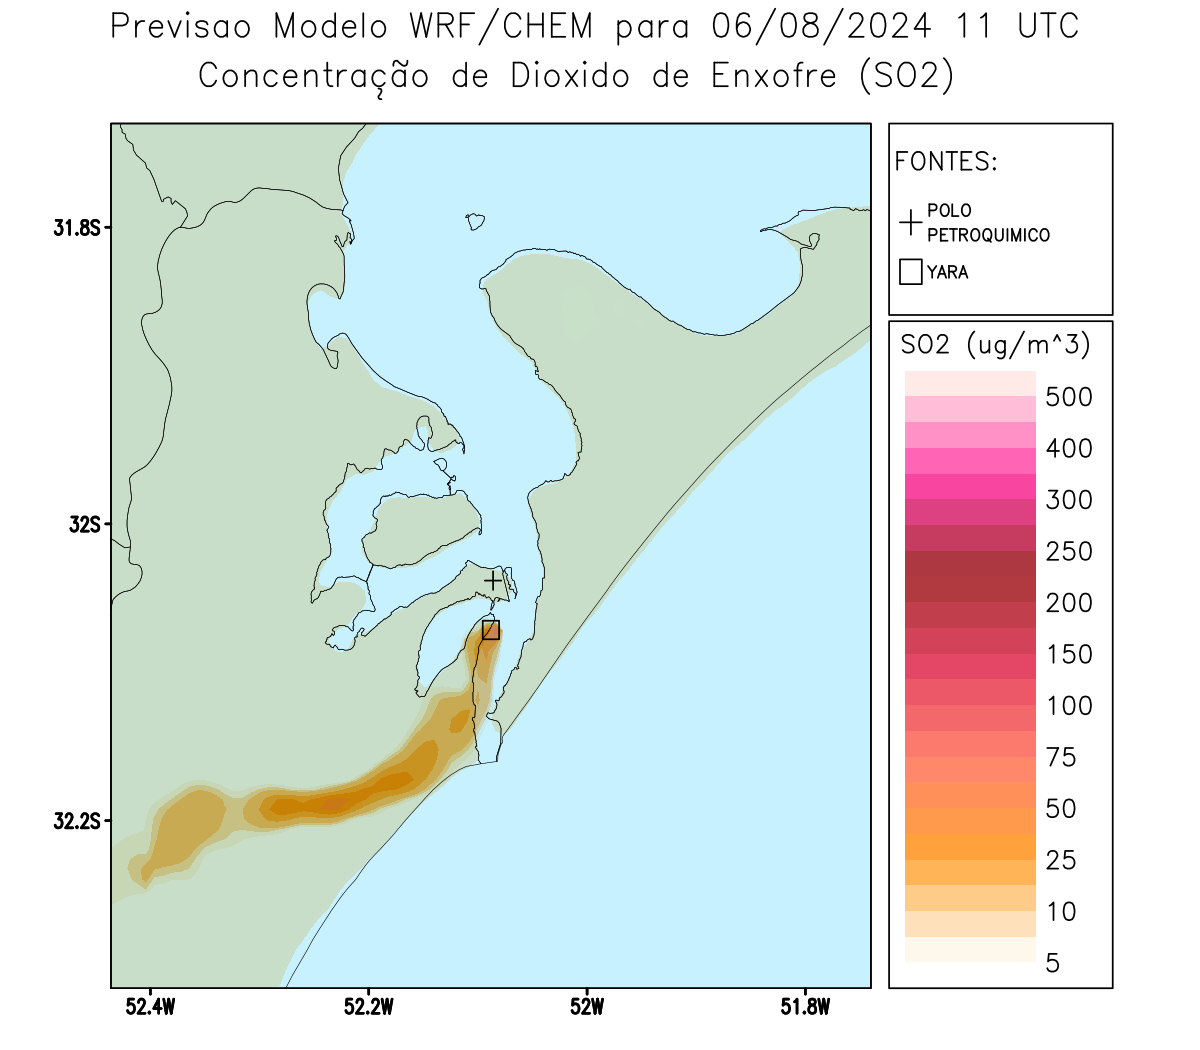 Previsao Modelo WRF/CHEM para 06/08/2024 11 UTC
Concentração de Dioxido de Enxofre (SO2)
FONTES:
POLO
PETROQUIMICO
YARA
31.8S
32S
32.2S
52.4W
52.2W
52W
51.8W
SO2 (ug/m^3)
500
400
300
250
200
150
100
75
50
25
10
5